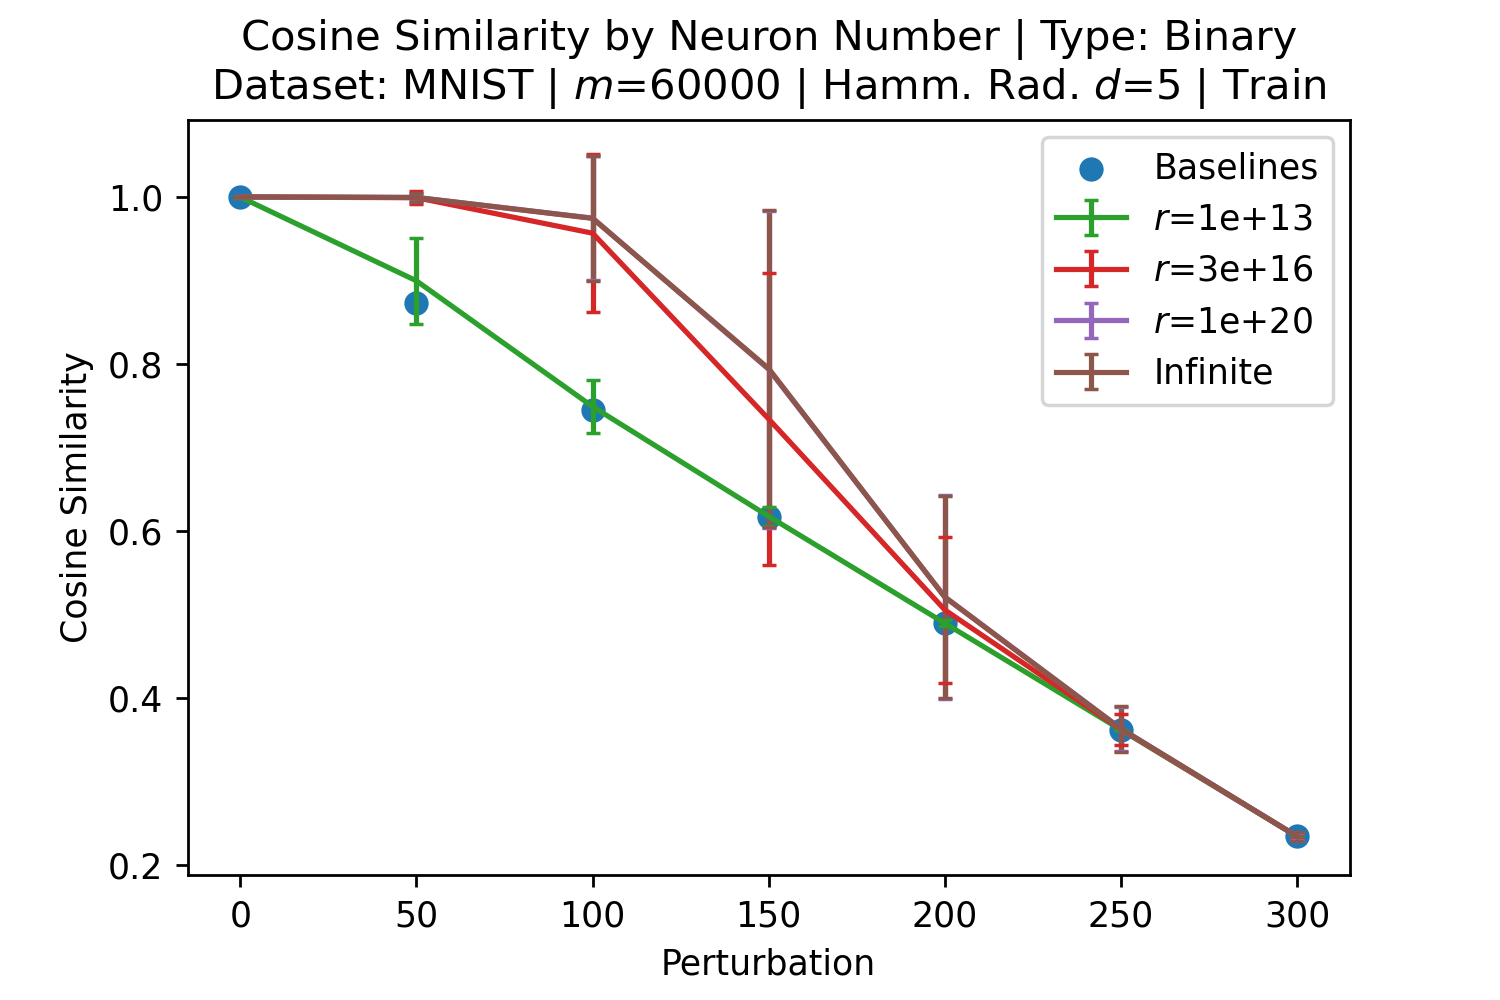 Cosine Similarity by Neuron Number | Type: Binary
Dataset: MNIST | m=60000 | Hamm. Rad. d=5 | Train
Baselines
r=1e+13
r=3e+16
r=1e+20
Infinite
Cosine Similarity
1.0
0.8
0.6
0.4
0.2
0 50 100 150 200 250 300
Perturbation